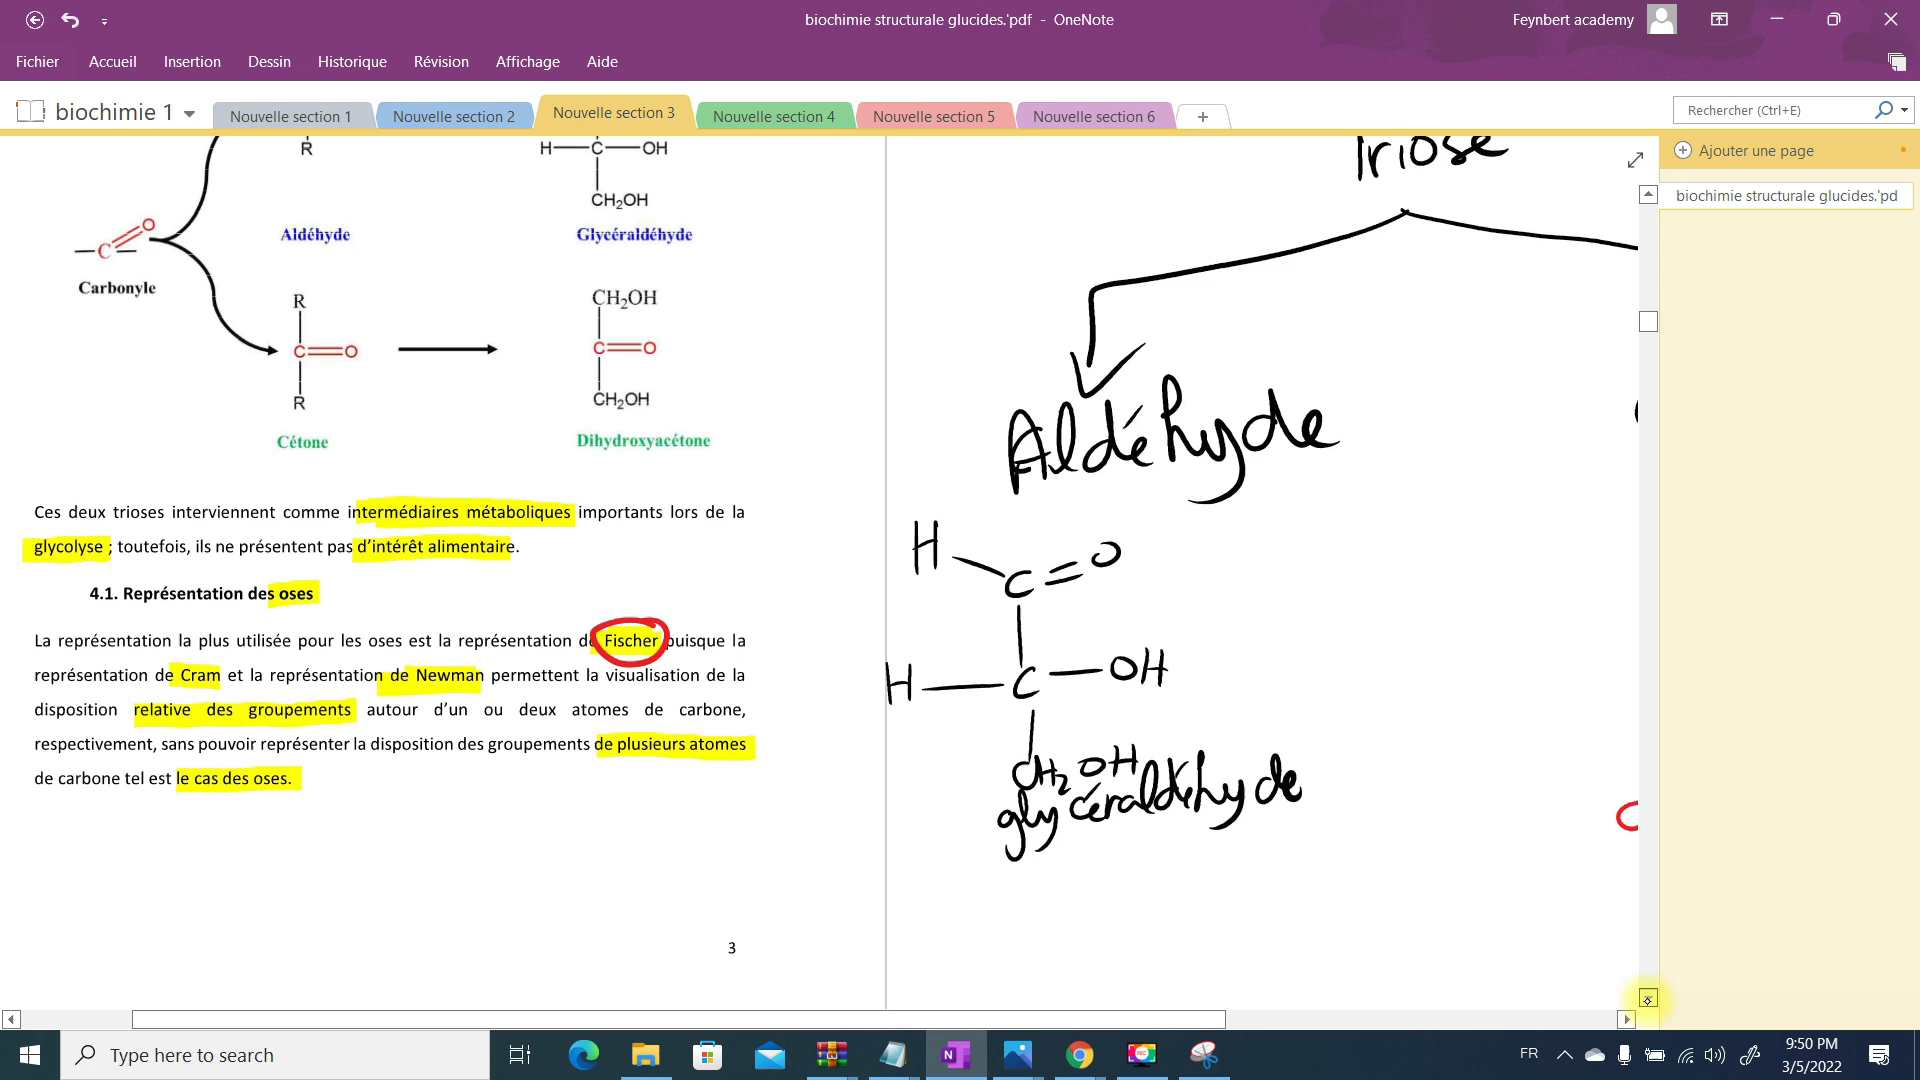 biochimie structurale glucides.'pdf - OneNote
Feynbert academy
Fichier Accueil Insertion Dessin Historique Révision Affichage Aide
biochimie 1
Nouvelle section 1
Nouvelle section 2
Nouvelle section 3
Nouvelle section 4
Nouvelle section 5
Nouvelle section 6
+
Rechercher (Ctrl+E)
Ajouter une page
biochimie structurale glucides.'pd
R
H C OH
CH2OH
Aldéhyde
Glycéraldéhyde
C O
Carbonyle
R
C O
R
Cétone
CH2OH
C O
CH2OH
Dihydroxyacétone
Ces deux trioses interviennent comme intermédiaires métaboliques importants lors de la
glycolyse ; toutefois, ils ne présentent pas d'intérêt alimentaire.
4.1. Représentation des oses
La représentation la plus utilisée pour les oses est la représentation de Fischer puisque la
représentation de Cram et la représentation de Newman permettent la visualisation de la
disposition relative des groupements autour d'un ou deux atomes de carbone,
respectivement, sans pouvoir représenter la disposition des groupements de plusieurs atomes
de carbone tel est le cas des oses.
3
Triose
Aldéhyde
H C = O
H C OH
CH2 OH
glycéraldéhyde
Type here to search
FR
9:50 PM
3/5/2022